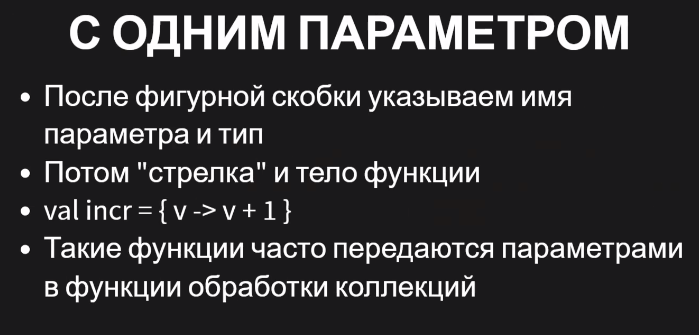 С ОДНИМ ПАРАМЕТРОМ
• После фигурной скобки указываем имя
параметра и тип
• Потом "стрелка" и тело функции
• val incr = { v -> v + 1 }
• Такие функции часто передаются параметрами
в функции обработки коллекций